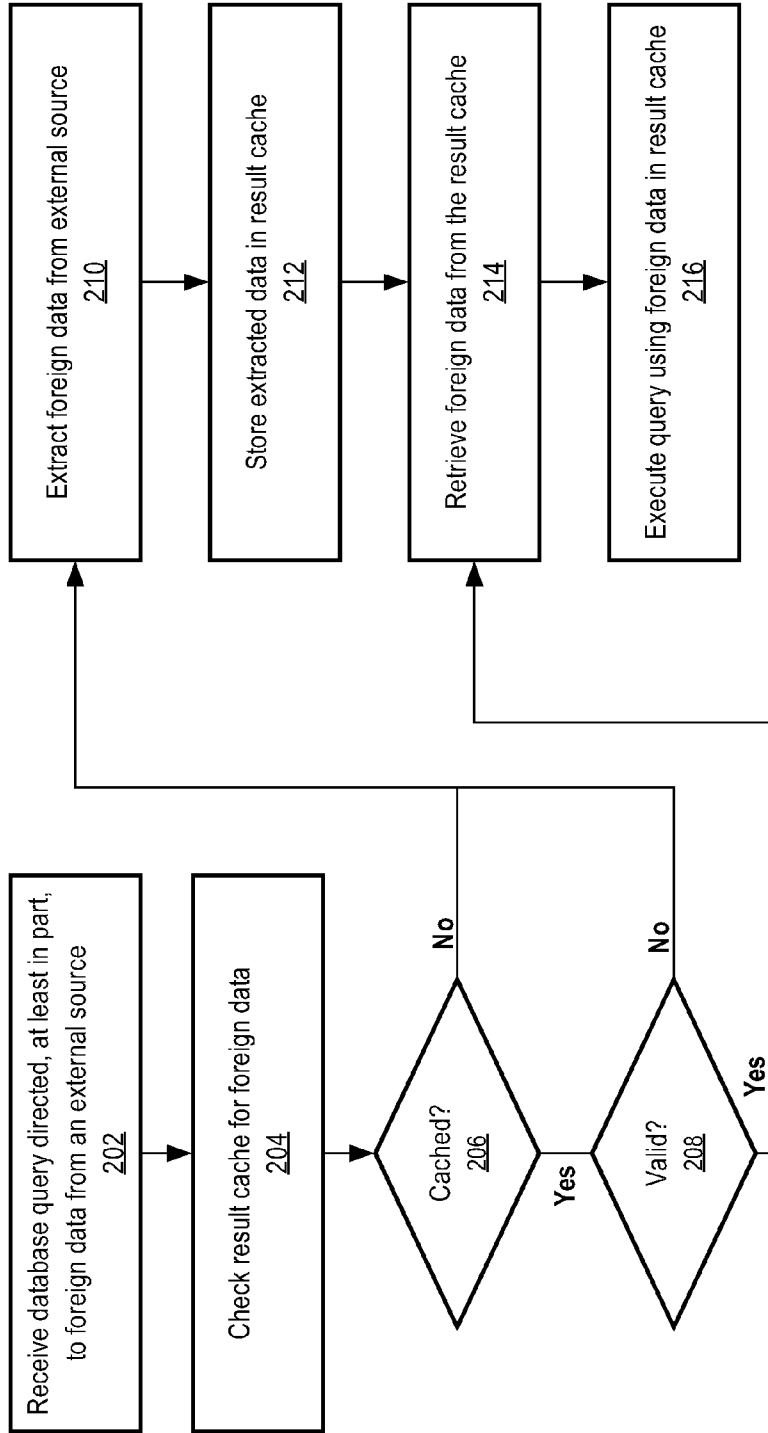 Receive database query directed, at least in part,
to foreign data from an external source
202
Check result cache for foreign data
204
Cached?
206
No
Yes
Valid?
208
No
Yes
Extract foreign data from external source
210
Store extracted data in result cache
212
Retrieve foreign data from the result cache
214
Execute query using foreign data in result cache
216